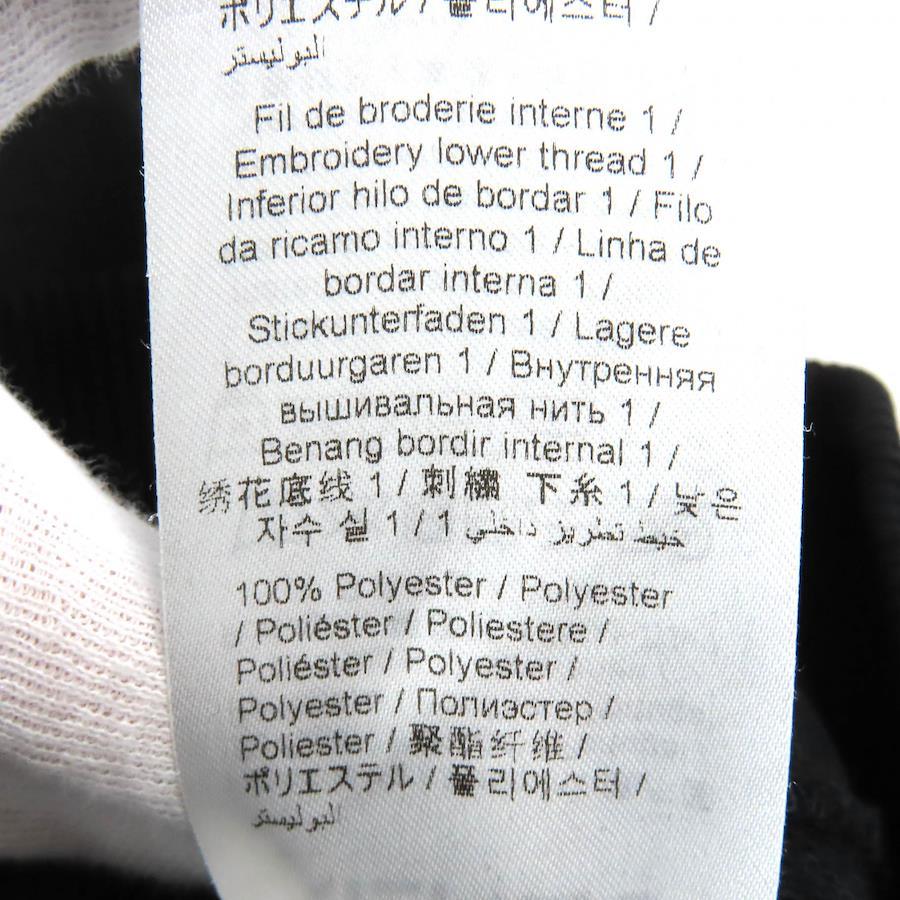 ポリエステル / 폴리에스터 /
البوليستر
Fil de broderie interne 1 /
Embroidery lower thread 1 /
Inferior hilo de bordar 1 / Filo
da ricamo interno 1 / Linha de
bordar interna 1 /
Stickunterfaden 1 / Lagere
borduurgaren 1 / Внутренняя
вышивальная нить 1 /
Benang bordir internal 1 /
绣花底线 1 / 刺繍 下糸 1 / 낮은
자수 실 1 / 1 خيط تطريز داخلي
100% Polyester / Polyester
/ Poliéster / Poliestere /
Poliéster / Polyester /
Polyester / Полиэстер /
Poliester / 聚酯纤维 /
ポリエステル / 폴리에스터 /
البوليستر